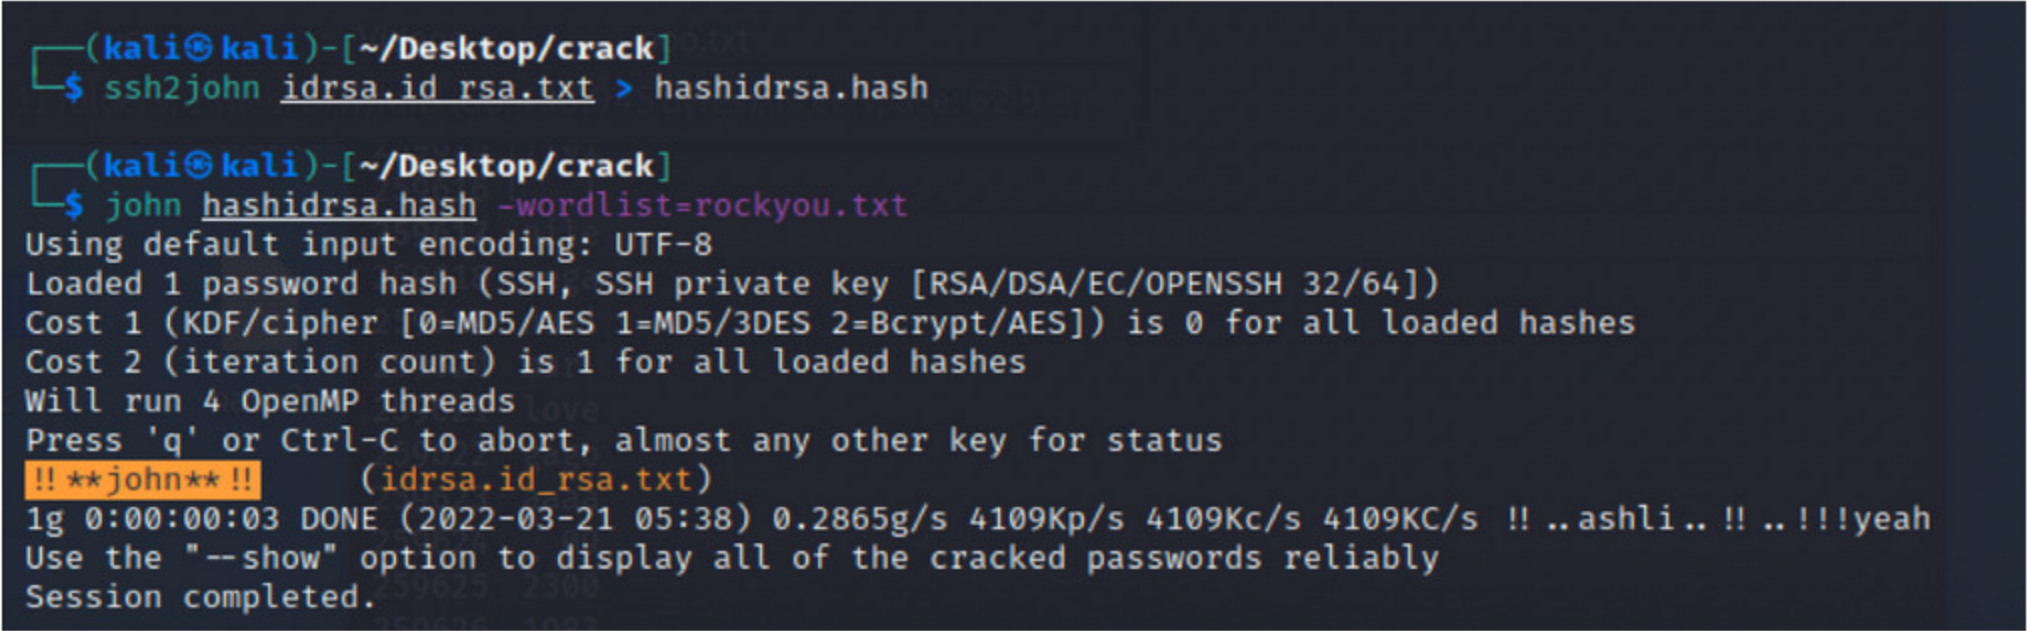 ┌──(kali㉿kali)-[~/Desktop/crack]
└─$ ssh2john idrsa.id_rsa.txt > hashidrsa.hash
┌──(kali㉿kali)-[~/Desktop/crack]
└─$ john hashidrsa.hash -wordlist=rockyou.txt
Using default input encoding: UTF-8
Loaded 1 password hash (SSH, SSH private key [RSA/DSA/EC/OPENSSH 32/64])
Cost 1 (KDF/cipher [0=MD5/AES 1=MD5/3DES 2=Bcrypt/AES]) is 0 for all loaded hashes
Cost 2 (iteration count) is 1 for all loaded hashes
Will run 4 OpenMP threads
Press 'q' or Ctrl-C to abort, almost any other key for status
!!**john**!! (idrsa.id_rsa.txt)
1g 0:00:00:03 DONE (2022-03-21 05:38) 0.2865g/s 4109Kp/s 4109Kc/s 4109KC/s !!..ashli..!!..!!!yeah
Use the "--show" option to display all of the cracked passwords reliably
Session completed.